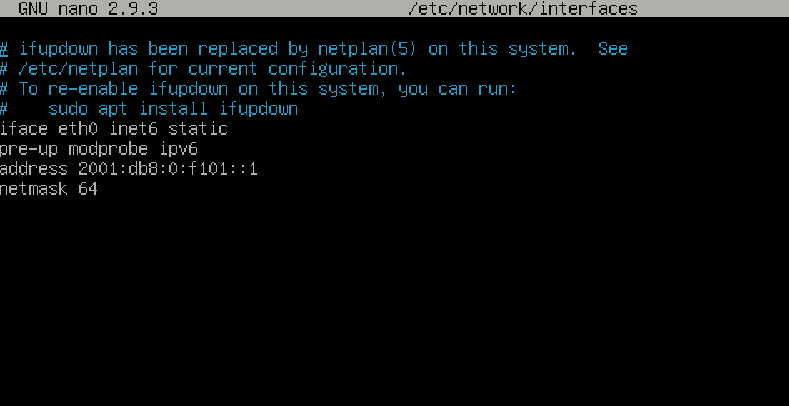 GNU nano 2.9.3 /etc/network/interfaces
# ifupdown has been replaced by netplan(5) on this system.  See
# /etc/netplan for current configuration.
# To re-enable ifupdown on this system, you can run:
#    sudo apt install ifupdown
iface eth0 inet6 static
pre-up modprobe ipv6
address 2001:db8:0:f101::1
netmask 64